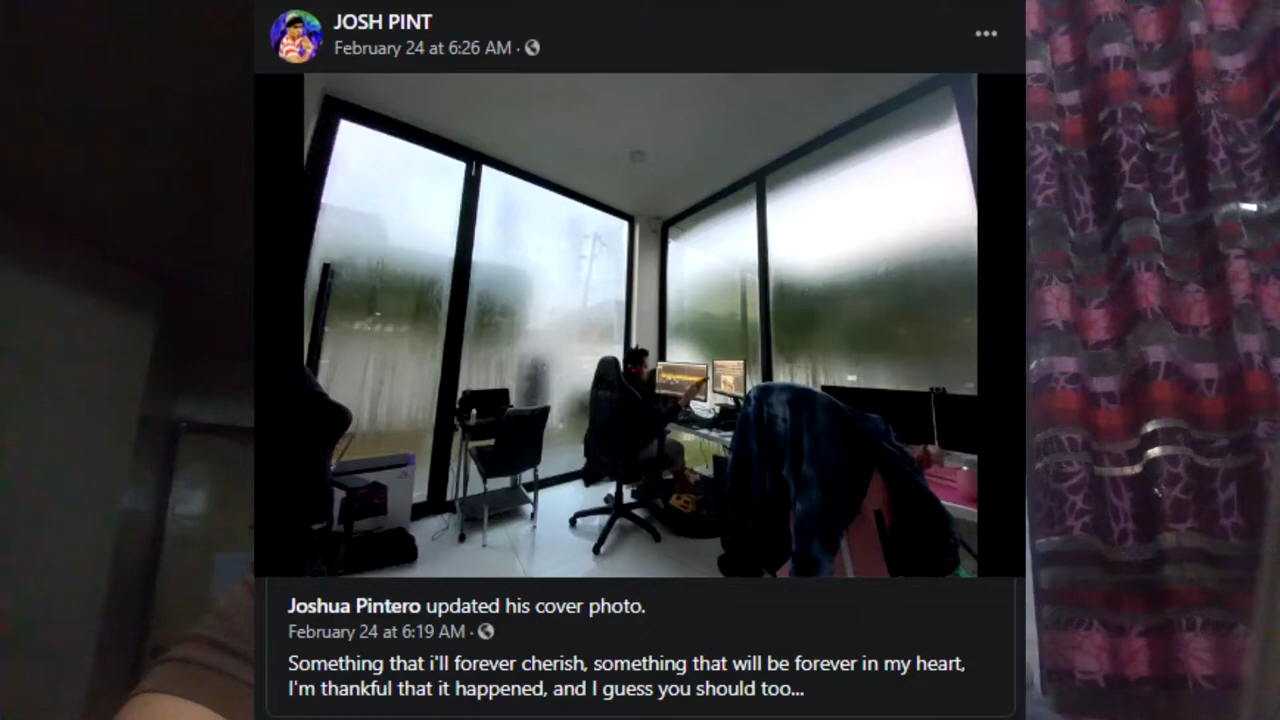 JOSH PINT
February 24 at 6:26 AM ·
Joshua Pintero updated his cover photo.
February 24 at 6:19 AM ·
Something that i'll forever cherish, something that will be forever in my heart,
I'm thankful that it happened, and I guess you should too...